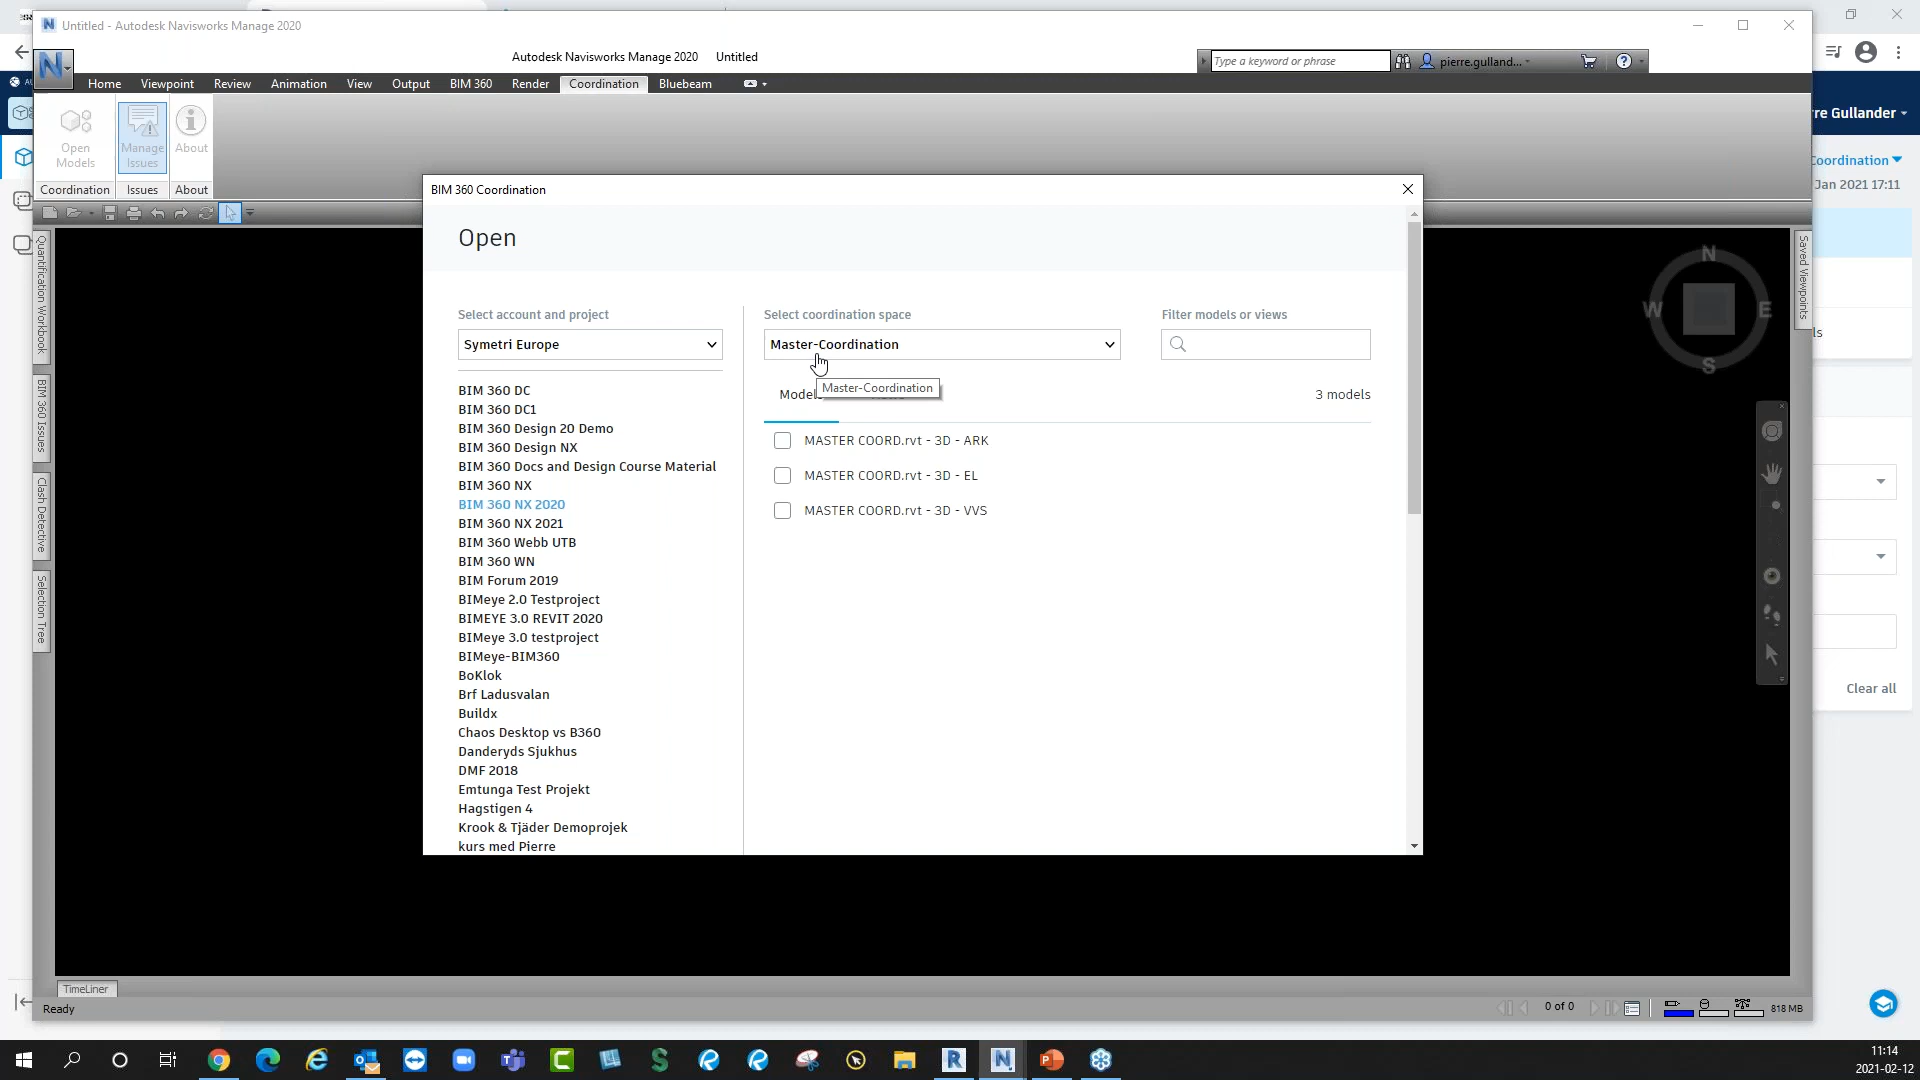 Untitled - Autodesk Navisworks Manage 2020
Autodesk Navisworks Manage 2020 Untitled
Type a keyword or phrase
pierre.gulland...
Home Viewpoint Review Animation View Output BIM 360 Render Coordination Bluebeam
Open Models
Manage Issues
About
Coordination Issues About
re Gullander
Coordination
Jan 2021 17:11
BIM 360 Coordination
Open
Select account and project
Symetri Europe
BIM 360 DC
BIM 360 DC1
BIM 360 Design 20 Demo
BIM 360 Design NX
BIM 360 Docs and Design Course Material
BIM 360 NX
BIM 360 NX 2020
BIM 360 NX 2021
BIM 360 Webb UTB
BIM 360 WN
BIM Forum 2019
BIMeye 2.0 Testproject
BIMEYE 3.0 REVIT 2020
BIMeye 3.0 testproject
BIMeye-BIM360
BoKlok
Brf Ladusvalan
Buildx
Chaos Desktop vs B360
Danderyds Sjukhus
DMF 2018
Emtunga Test Projekt
Hagstigen 4
Krook & Tjäder Demoprojek
kurs med Pierre
Select coordination space
Master-Coordination
Master-Coordination
Models
3 models
MASTER COORD.rvt - 3D - ARK
MASTER COORD.rvt - 3D - EL
MASTER COORD.rvt - 3D - VVS
Filter models or views
Quantification Workbook
BIM 360 Issues
Clash Detective
Selection Tree
Saved Viewpoints
N
W E
S
ls
Clear all
TimeLiner
Ready
0 of 0
818 MB
11:14
2021-02-12